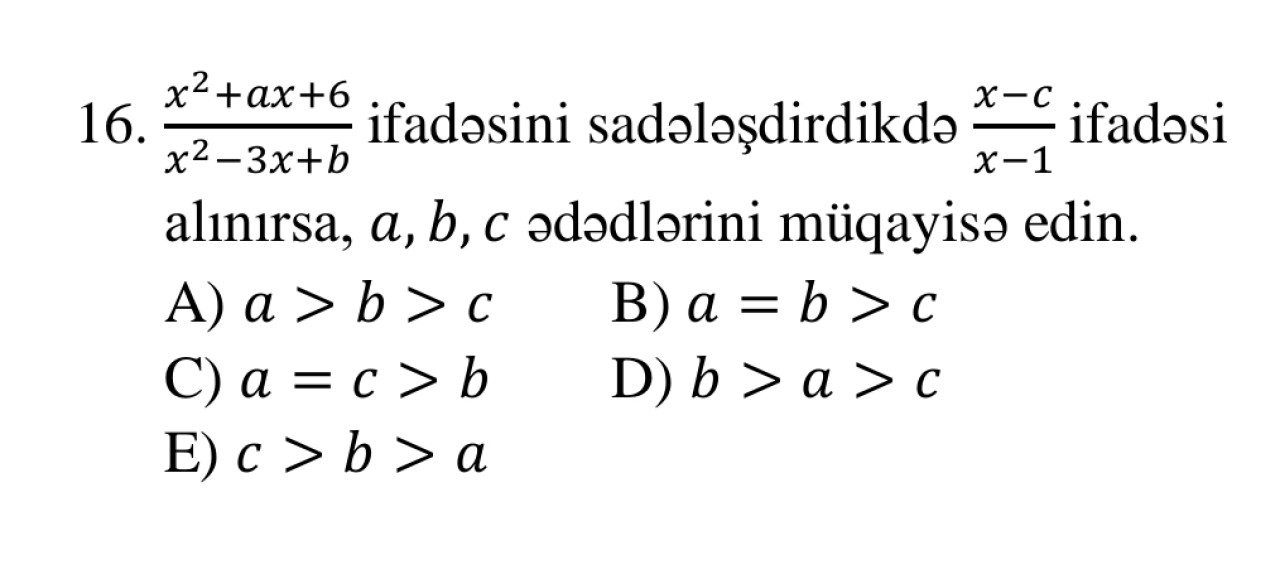 16. \frac{x^2+ax+6}{x^2-3x+b} ifadəsini sadələşdirdikdə \frac{x-c}{x-1} ifadəsi
alınırsa, a, b, c ədədlərini müqayisə edin.
A) a > b > c B) a = b > c
C) a = c > b D) b > a > c
E) c > b > a